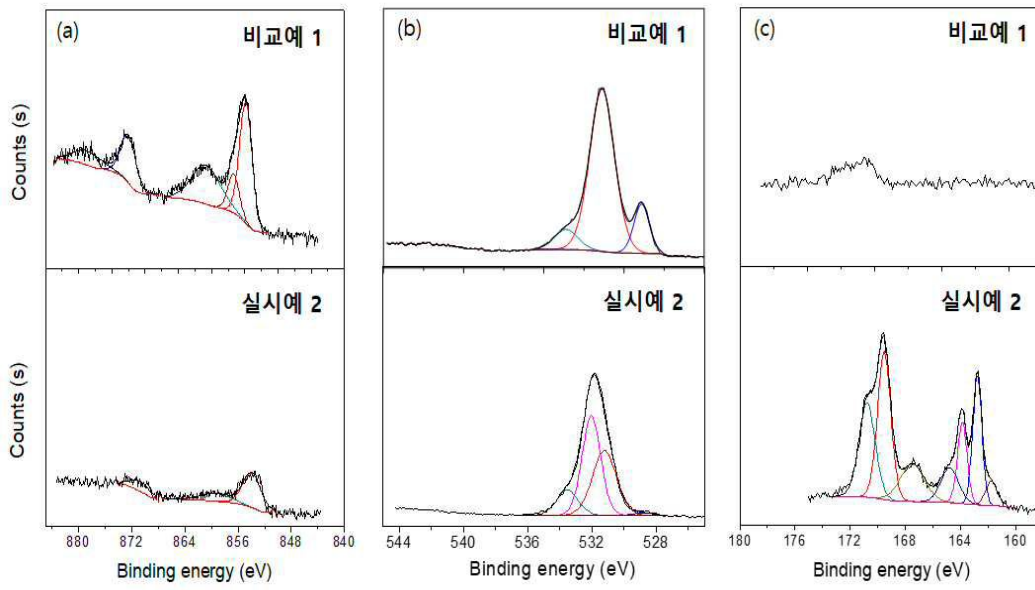 (a)
비교예 1
(b)
비교예 1
(c)
비교예 1
Counts (s)
실시예 2
실시예 2
실시예 2
Counts (s)
880 872 864 856 848 840
544 540 536 532 528
180 176 172 168 164 160
Binding energy (eV)
Binding energy (eV)
Binding energy (eV)